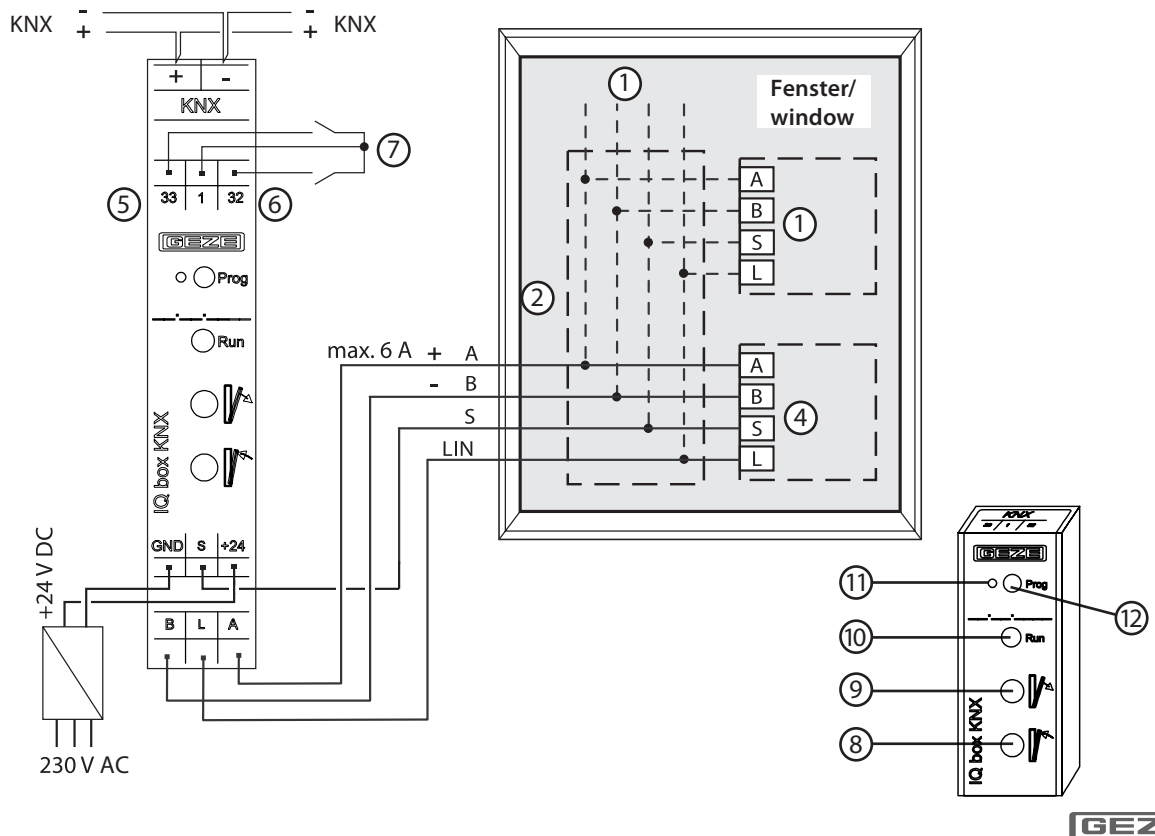 KNX - +
- + KNX
+ -
KNX
33 1 32
5
6
7
GEZE
Prog
Run
IQ box KNX
GND S +24
B L A
+24 V DC
230 V AC
max. 6 A + A
- B
S
LIN
1
Fenster/
window
2
A
B
S
L
1
A
B
S
L
4
KNX
GEZE
Prog
Run
IQ box KNX
11
12
10
9
8
GEZ